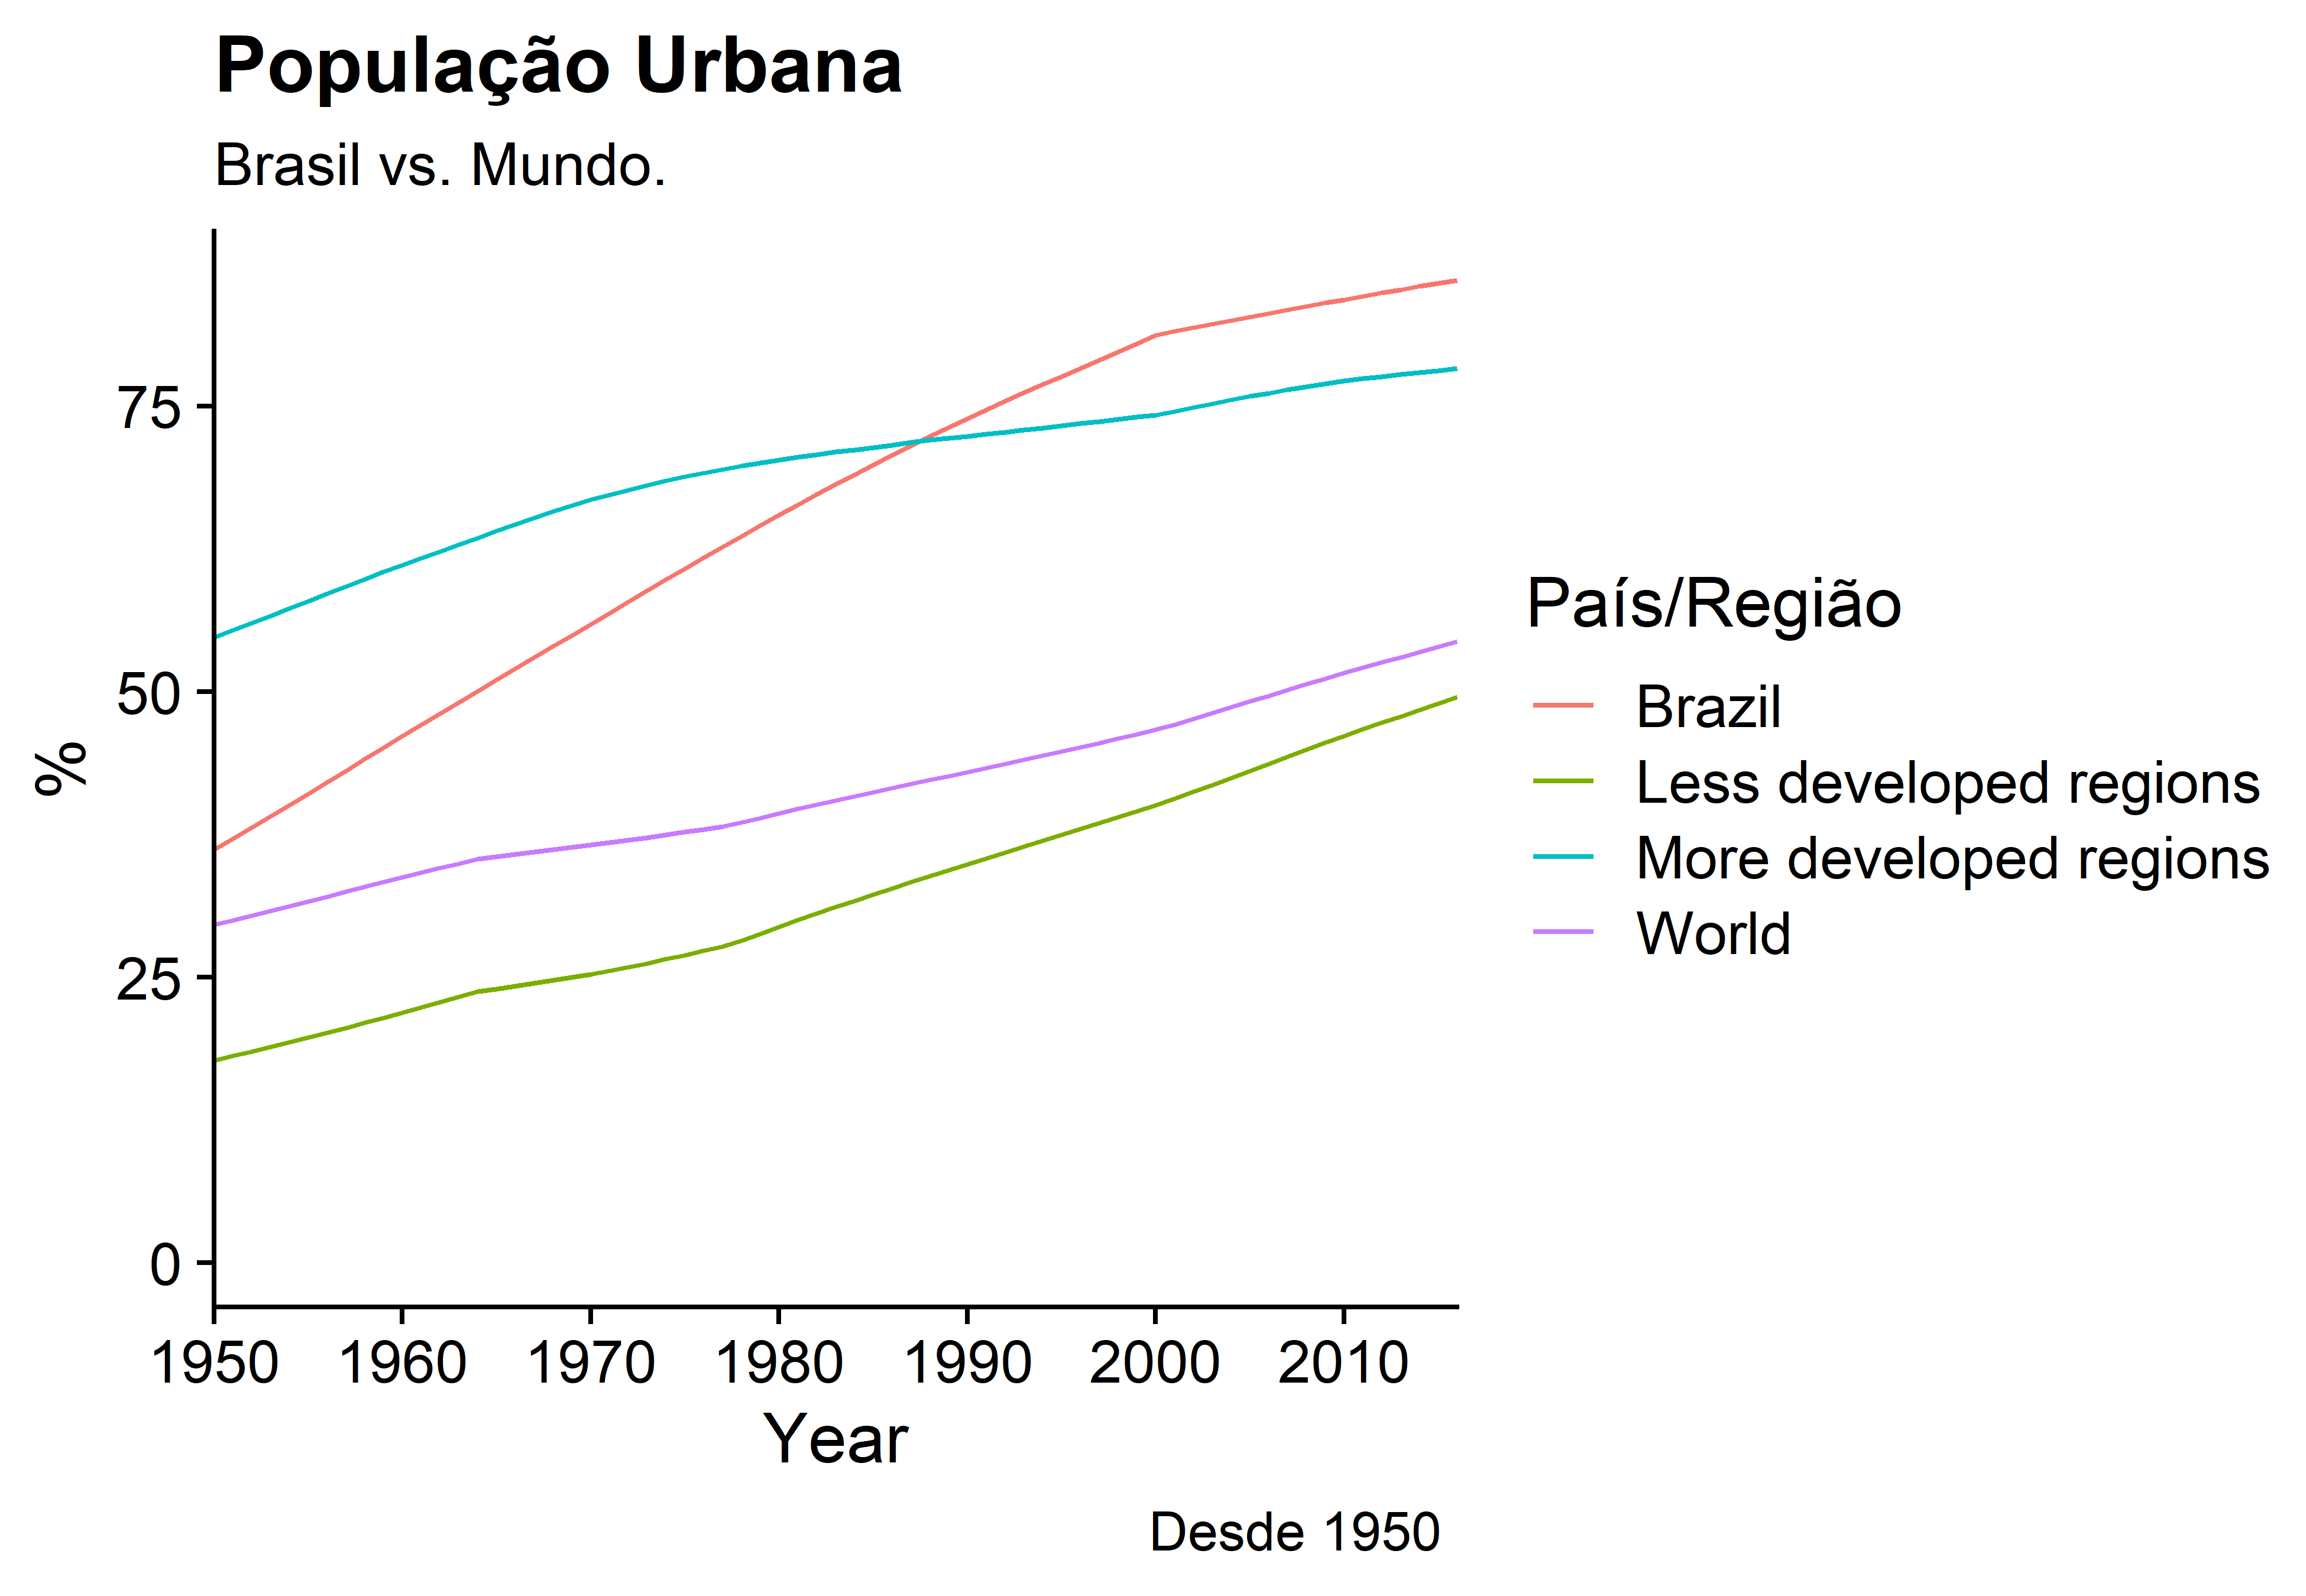 População Urbana
Brasil vs. Mundo.
%
75
50
25
0
1950 1960 1970 1980 1990 2000 2010
Year
País/Região
Brazil
Less developed regions
More developed regions
World
Desde 1950